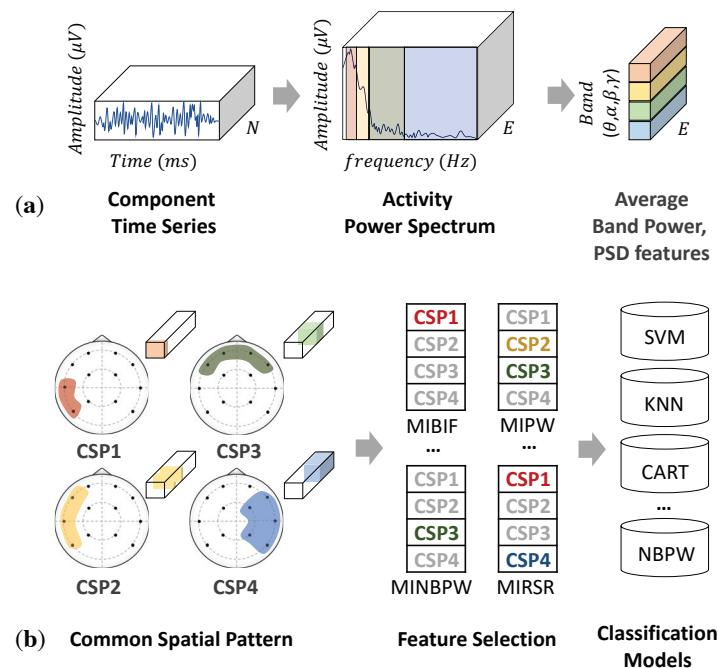 Amplitude (μV)
N
Time (ms)
Amplitude (μV)
E
frequency (Hz)
Band
(θ,α,β,γ)
E
(a)
Component
Time Series
Activity
Power Spectrum
Average
Band Power,
PSD features
CSP1
CSP3
CSP2
CSP4
CSP1
CSP2
CSP3
CSP4
MIBIF
...
CSP1
CSP2
CSP3
CSP4
MIPW
...
CSP1
CSP2
CSP3
CSP4
MINBPW
CSP1
CSP2
CSP3
CSP4
MIRSR
SVM
KNN
CART
...
NBPW
(b)
Common Spatial Pattern
Feature Selection
Classification
Models